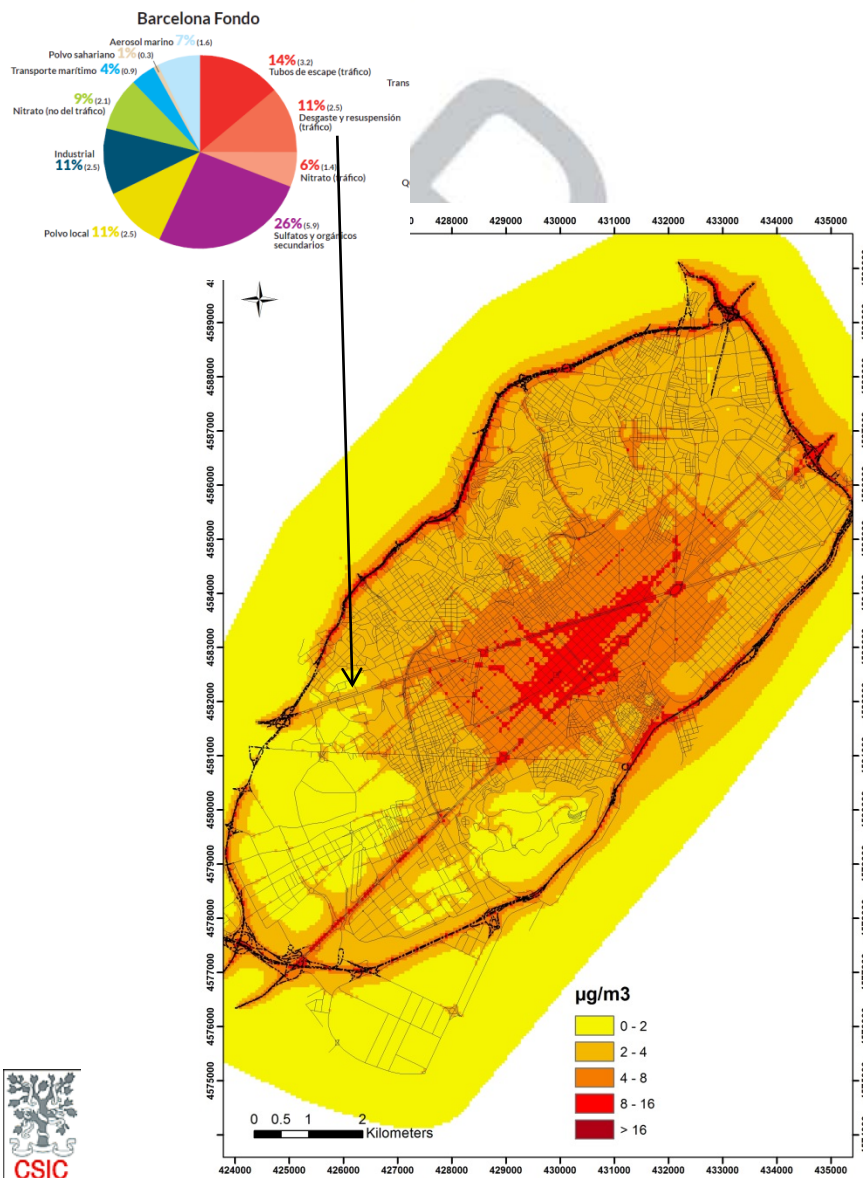 Barcelona Fondo
Aerosol marino 7% (1.6)
Polvo sahariano 1% (0.3)
Transporte marítimo 4% (0.9)
9% (2.1)
Nitrato (no del tráfico)
Industrial
11% (2.5)
Polvo local 11% (2.5)
14% (3.2)
Tubos de escape (tráfico)
11% (2.5)
Desgaste y resuspensión
(tráfico)
6% (1.4)
Nitrato (tráfico)
26% (5.9)
Sulfatos y orgánicos
secundarios
Trans
Q
0 428000 429000 430000 431000 432000 433000 434000 435000
4589000
4588000
4587000
4586000
4585000
4584000
4583000
4582000
4581000
4580000
4579000
4578000
4577000
4576000
4575000
µg/m3
0 - 2
2 - 4
4 - 8
8 - 16
> 16
0 0.5 1 2
Kilometers
424000 425000 426000 427000 428000 429000 430000 431000 432000 433000 434000 435000
CSIC